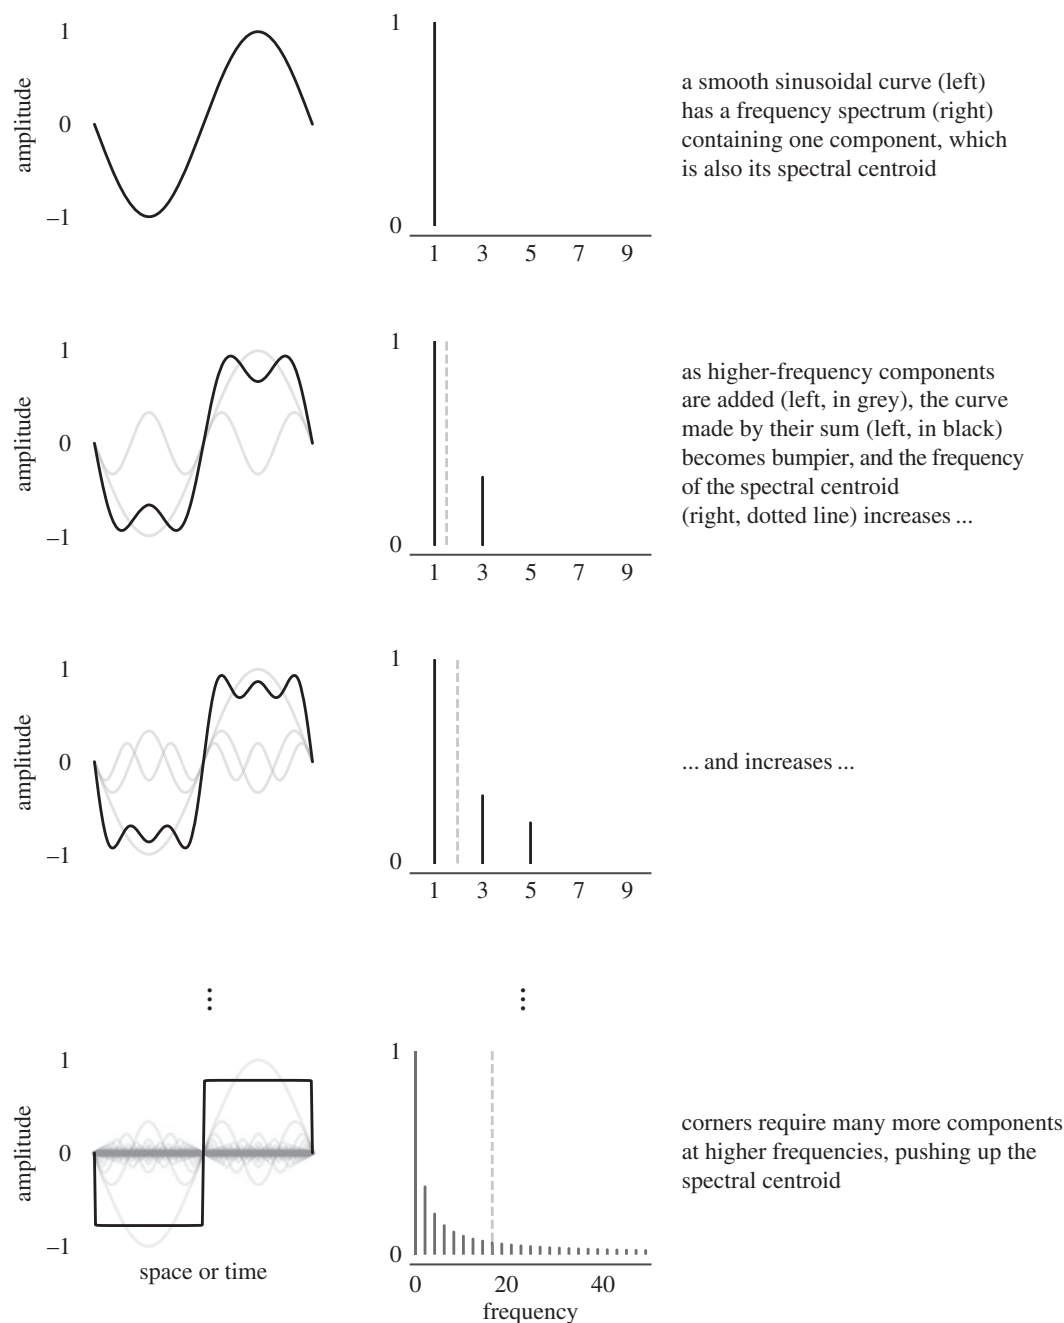 1
0
–1
amplitude
1
0
1 3 5 7 9
a smooth sinusoidal curve (left)
has a frequency spectrum (right)
containing one component, which
is also its spectral centroid
1
0
–1
amplitude
1
0
1 3 5 7 9
as higher-frequency components
are added (left, in grey), the curve
made by their sum (left, in black)
becomes bumpier, and the frequency
of the spectral centroid
(right, dotted line) increases ...
1
0
–1
amplitude
1
0
1 3 5 7 9
... and increases ...
1
0
–1
amplitude
space or time
1
0
0 20 40
frequency
corners require many more components
at higher frequencies, pushing up the
spectral centroid